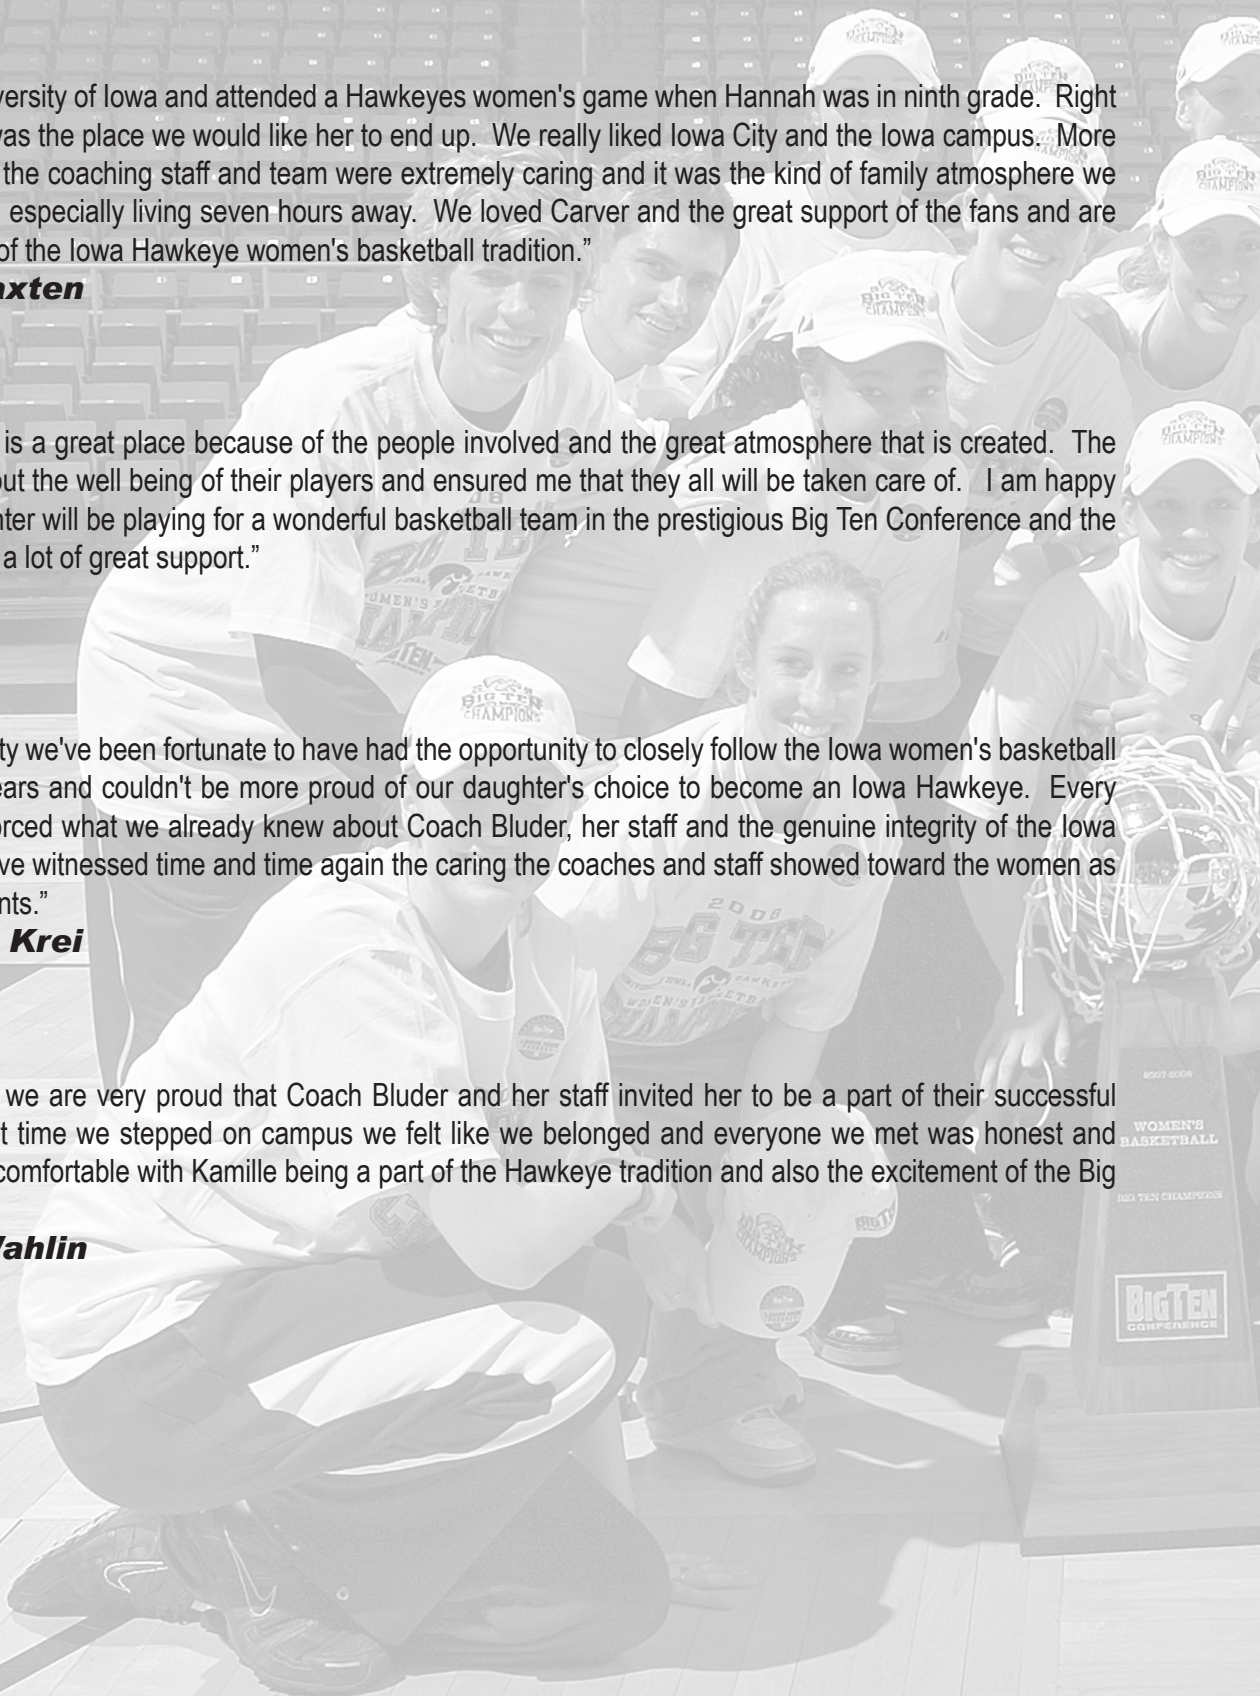 versity of Iowa and attended a Hawkeyes women's game when Hannah was in ninth grade. Right
was the place we would like her to end up. We really liked Iowa City and the Iowa campus. More
the coaching staff and team were extremely caring and it was the kind of family atmosphere we
especially living seven hours away. We loved Carver and the great support of the fans and are
of the Iowa Hawkeye women's basketball tradition.”
axten
is a great place because of the people involved and the great atmosphere that is created. The
out the well being of their players and ensured me that they all will be taken care of. I am happy
hter will be playing for a wonderful basketball team in the prestigious Big Ten Conference and the
a lot of great support.”
ty we've been fortunate to have had the opportunity to closely follow the Iowa women's basketball
ears and couldn't be more proud of our daughter's choice to become an Iowa Hawkeye. Every
orced what we already knew about Coach Bluder, her staff and the genuine integrity of the Iowa
ve witnessed time and time again the caring the coaches and staff showed toward the women as
nts.”
Krei
we are very proud that Coach Bluder and her staff invited her to be a part of their successful
t time we stepped on campus we felt like we belonged and everyone we met was honest and
comfortable with Kamille being a part of the Hawkeye tradition and also the excitement of the Big
Vahlin
BIG TEN
CHAMPIONS
2008
BIG TEN
2007-2008
WOMEN'S
BASKETBALL
BIG TEN CHAMPIONS
BIG TEN
CONFERENCE